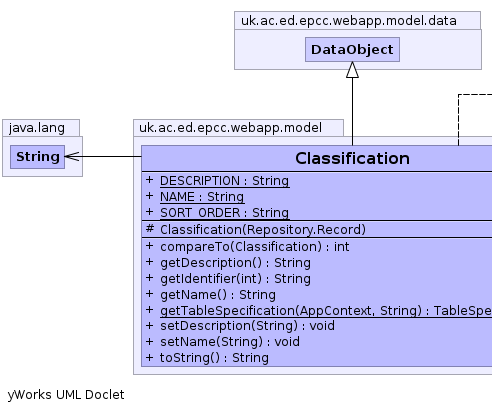 uk.ac.ed.epcc.webapp.model.data
DataObject
java.lang
String
uk.ac.ed.epcc.webapp.model
Classification
+ DESCRIPTION : String
+ NAME : String
+ SORT_ORDER : String
# Classification(Repository.Record)
+ compareTo(Classification) : int
+ getDescription() : String
+ getIdentifier(int) : String
+ getName() : String
+ getTableSpecification(AppContext, String) : TableSpe
+ setDescription(String) : void
+ setName(String) : void
+ toString() : String
yWorks UML Doclet